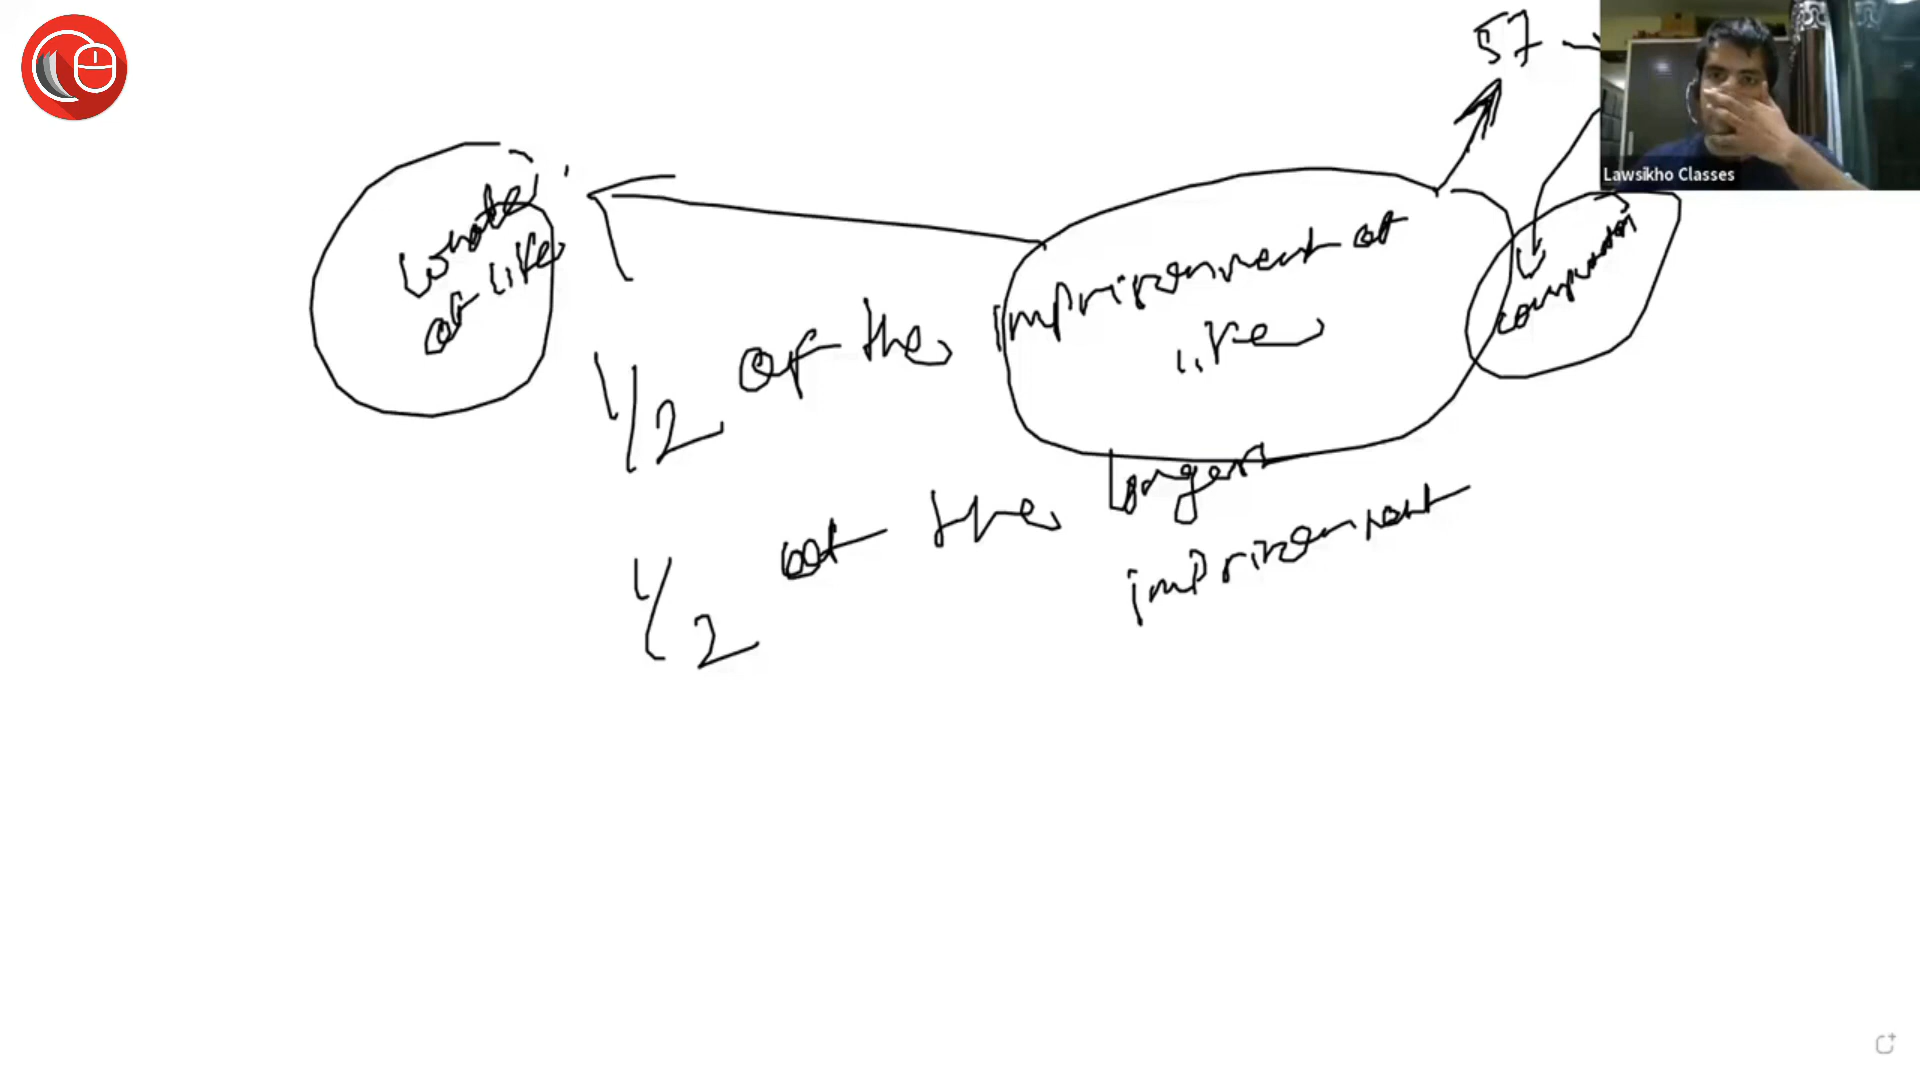 57 →
Lawsikho Classes
whole
of life
imprisonment of
life
computation
1/2 of the
1/2 of the longest
imprisonment